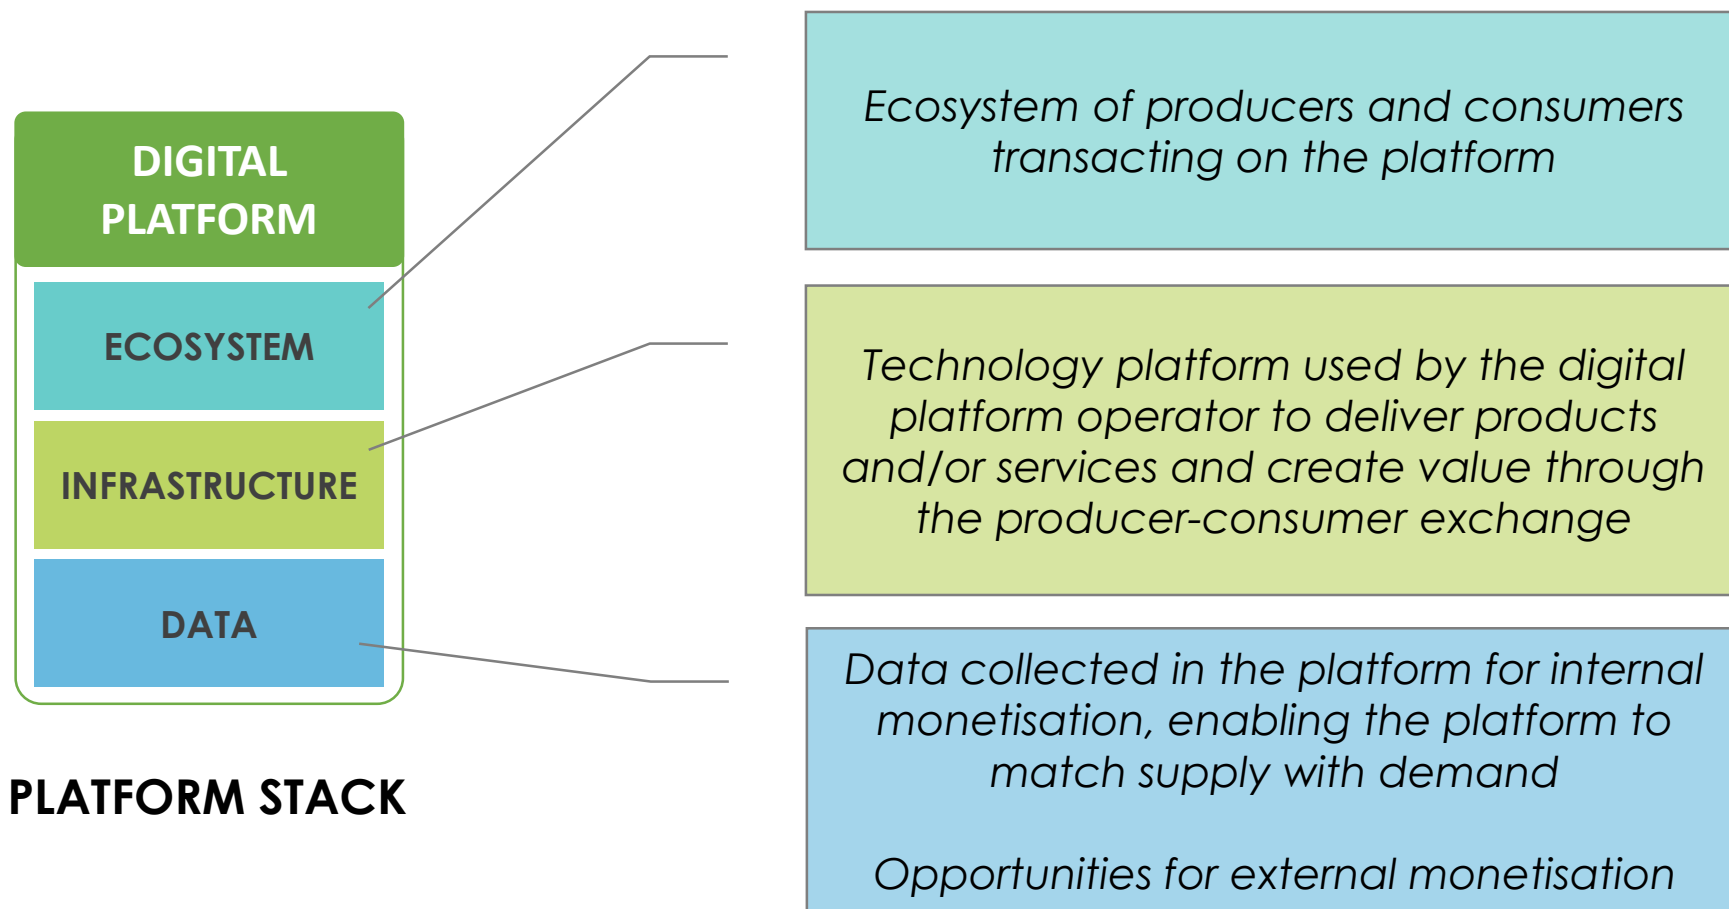 DIGITAL
PLATFORM
ECOSYSTEM
INFRASTRUCTURE
DATA
PLATFORM STACK
Ecosystem of producers and consumers
transacting on the platform
Technology platform used by the digital
platform operator to deliver products
and/or services and create value through
the producer-consumer exchange
Data collected in the platform for internal
monetisation, enabling the platform to
match supply with demand
Opportunities for external monetisation